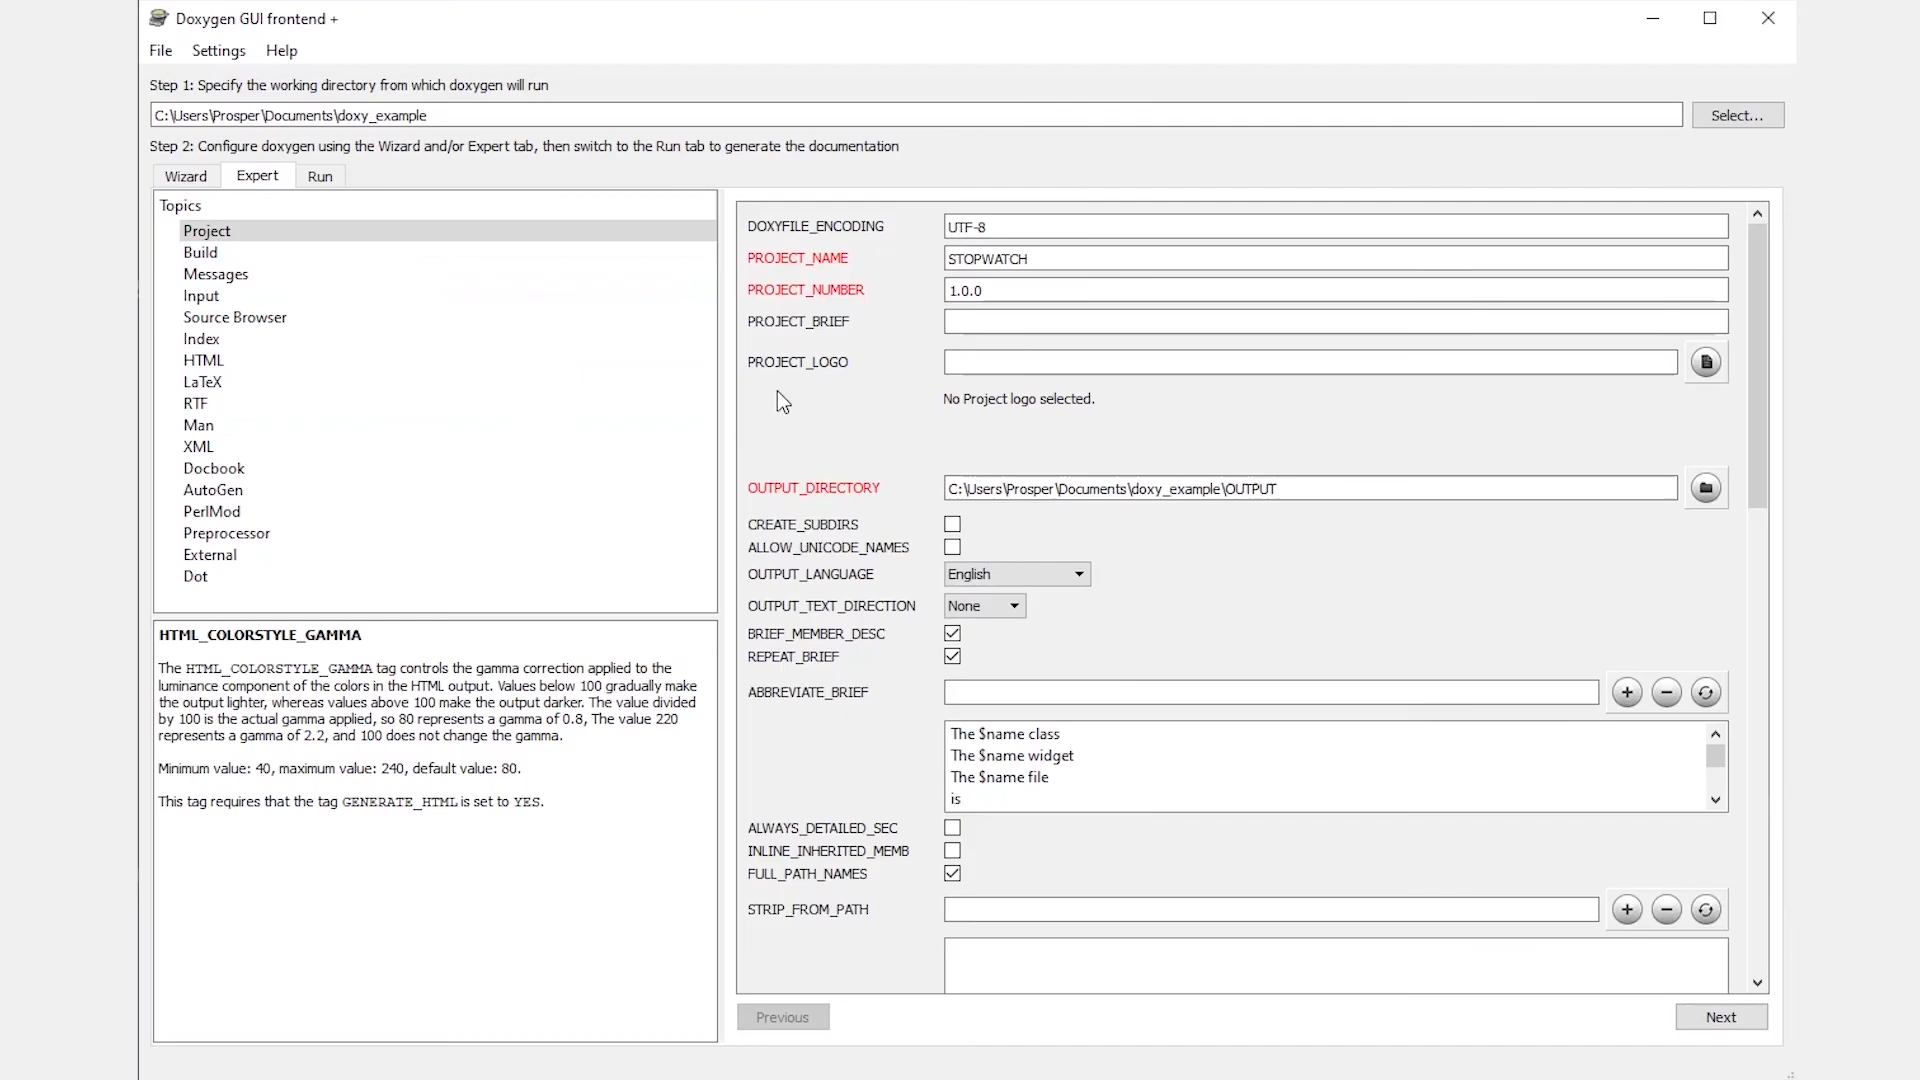 Doxygen GUI frontend +
File Settings Help
Step 1: Specify the working directory from which doxygen will run
C:\Users\Prosper\Documents\doxy_example
Select...
Step 2: Configure doxygen using the Wizard and/or Expert tab, then switch to the Run tab to generate the documentation
Wizard Expert Run
Topics
Project
Build
Messages
Input
Source Browser
Index
HTML
LaTeX
RTF
Man
XML
Docbook
AutoGen
PerlMod
Preprocessor
External
Dot
HTML_COLORSTYLE_GAMMA
The HTML_COLORSTYLE_GAMMA tag controls the gamma correction applied to the
luminance component of the colors in the HTML output. Values below 100 gradually make
the output lighter, whereas values above 100 make the output darker. The value divided
by 100 is the actual gamma applied, so 80 represents a gamma of 0.8, The value 220
represents a gamma of 2.2, and 100 does not change the gamma.
Minimum value: 40, maximum value: 240, default value: 80.
This tag requires that the tag GENERATE_HTML is set to YES.
DOXYFILE_ENCODING UTF-8
PROJECT_NAME STOPWATCH
PROJECT_NUMBER 1.0.0
PROJECT_BRIEF
PROJECT_LOGO
No Project logo selected.
OUTPUT_DIRECTORY C:\Users\Prosper\Documents\doxy_example\OUTPUT
CREATE_SUBDIRS
ALLOW_UNICODE_NAMES
OUTPUT_LANGUAGE English
OUTPUT_TEXT_DIRECTION None
BRIEF_MEMBER_DESC
REPEAT_BRIEF
ABBREVIATE_BRIEF
The $name class
The $name widget
The $name file
is
ALWAYS_DETAILED_SEC
INLINE_INHERITED_MEMB
FULL_PATH_NAMES
STRIP_FROM_PATH
Previous
Next